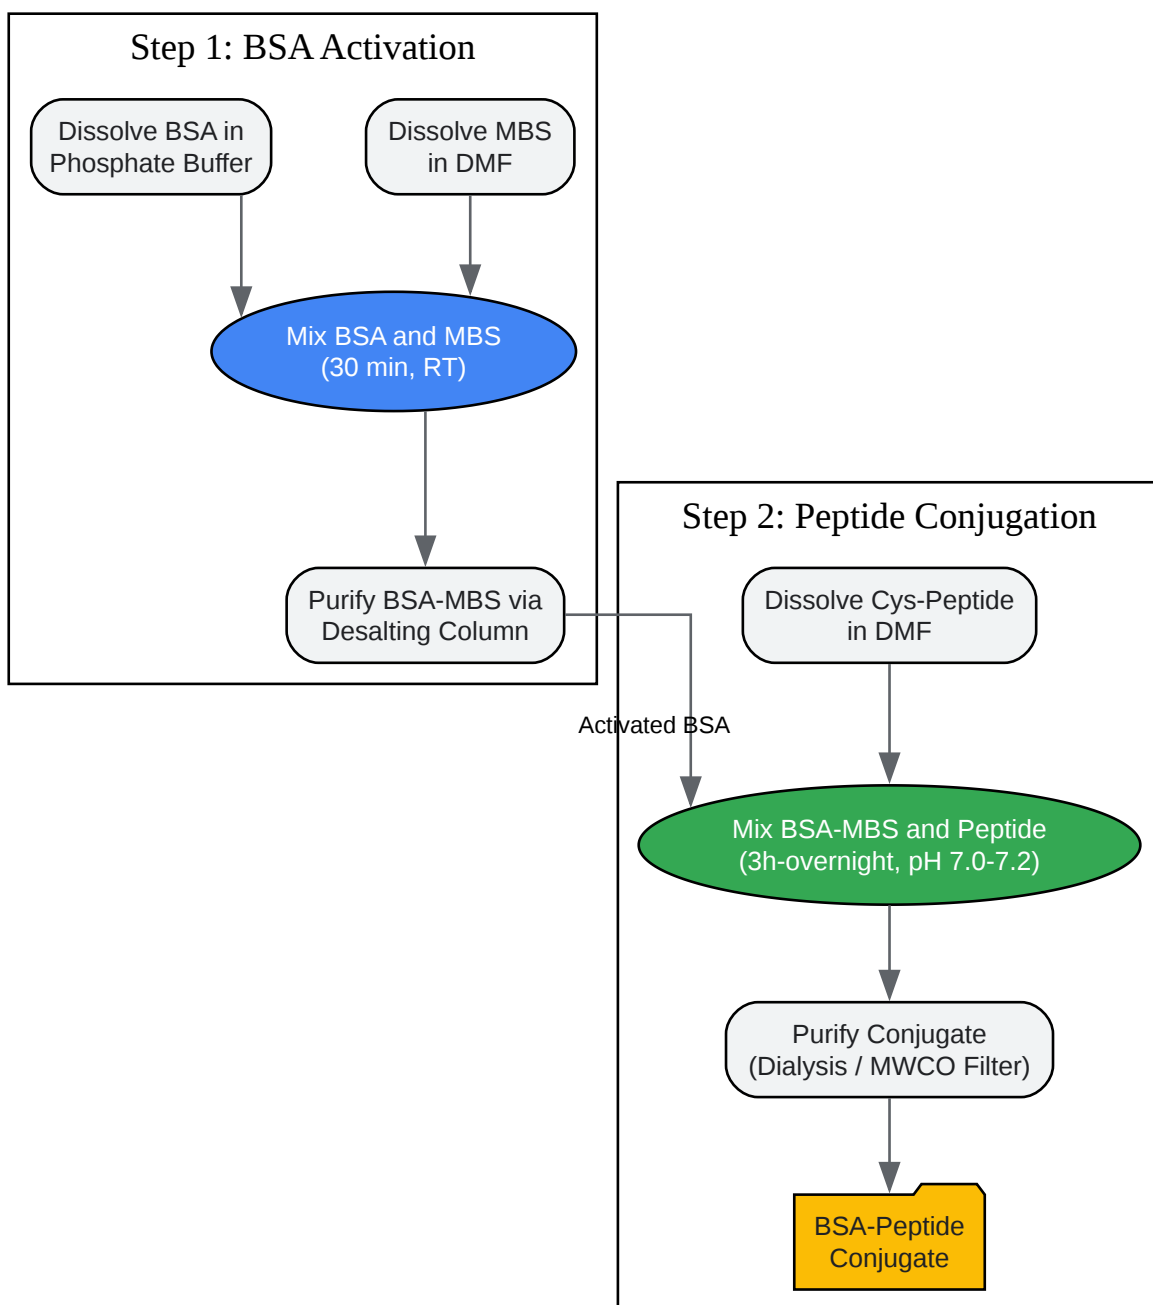 Step 1: BSA Activation
Dissolve BSA in
Phosphate Buffer
Dissolve MBS
in DMF
Mix BSA and MBS
(30 min, RT)
Purify BSA-MBS via
Desalting Column
Activated BSA
Step 2: Peptide Conjugation
Dissolve Cys-Peptide
in DMF
Mix BSA-MBS and Peptide
(3h-overnight, pH 7.0-7.2)
Purify Conjugate
(Dialysis / MWCO Filter)
BSA-Peptide
Conjugate